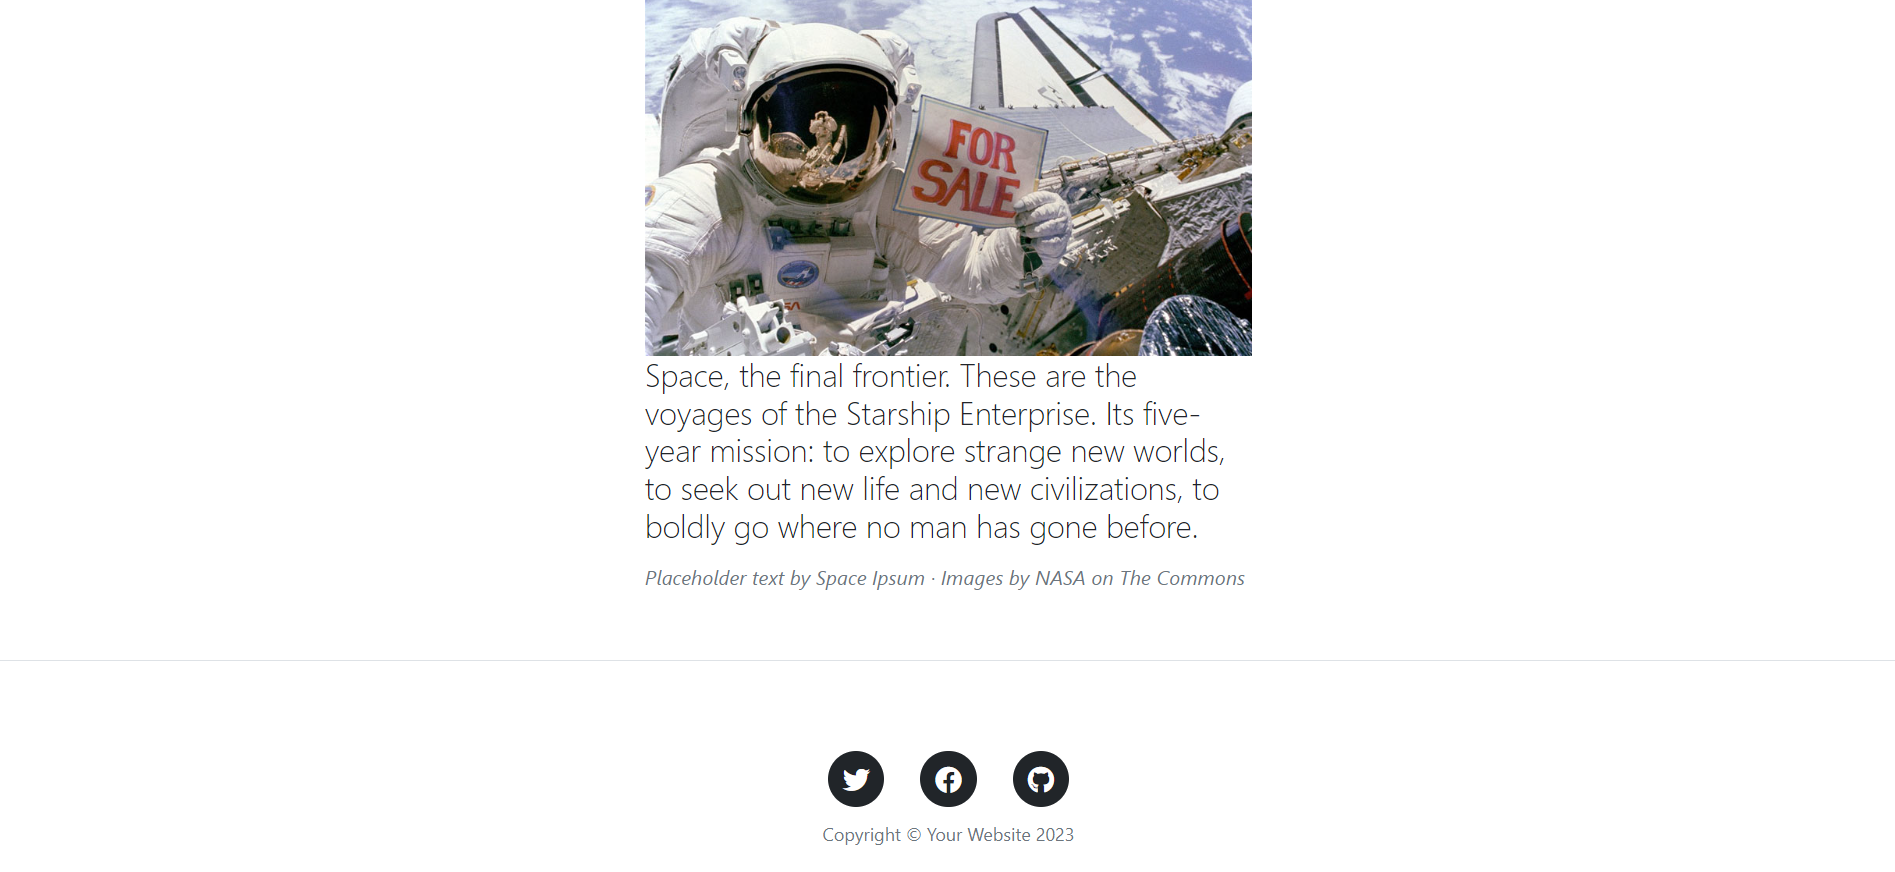 FOR
SALE
Space, the final frontier. These are the
voyages of the Starship Enterprise. Its five-
year mission: to explore strange new worlds,
to seek out new life and new civilizations, to
boldly go where no man has gone before.
Placeholder text by Space Ipsum · Images by NASA on The Commons
Copyright © Your Website 2023